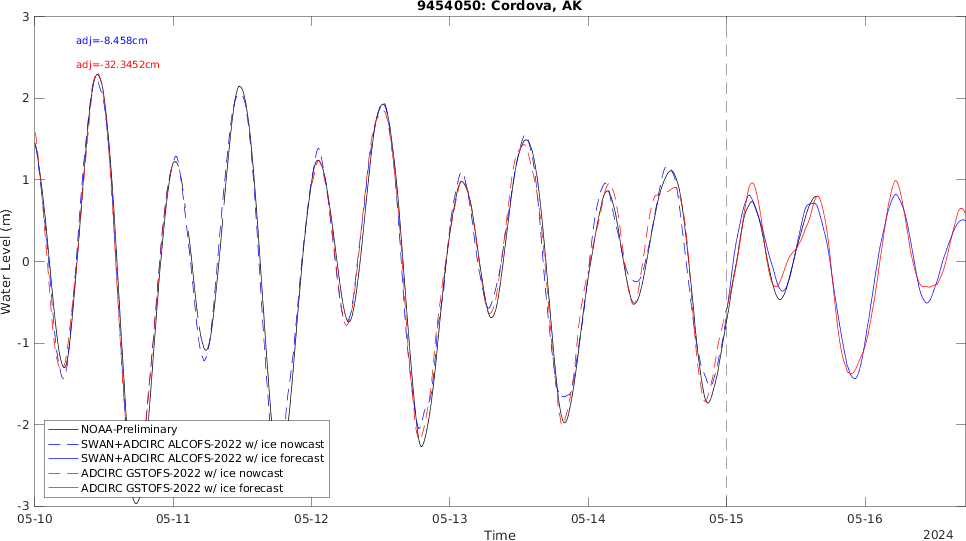 9454050: Cordova, AK
adj=-8.458cm
adj=-32.3452cm
3
2
1
0
-1
-2
-3
Water Level (m)
NOAA-Preliminary
SWAN+ADCIRC ALCOFS-2022 w/ ice nowcast
SWAN+ADCIRC ALCOFS-2022 w/ ice forecast
ADCIRC GSTOFS-2022 w/ ice nowcast
ADCIRC GSTOFS-2022 w/ ice forecast
05-10 05-11 05-12 05-13 05-14 05-15 05-16
Time
2024